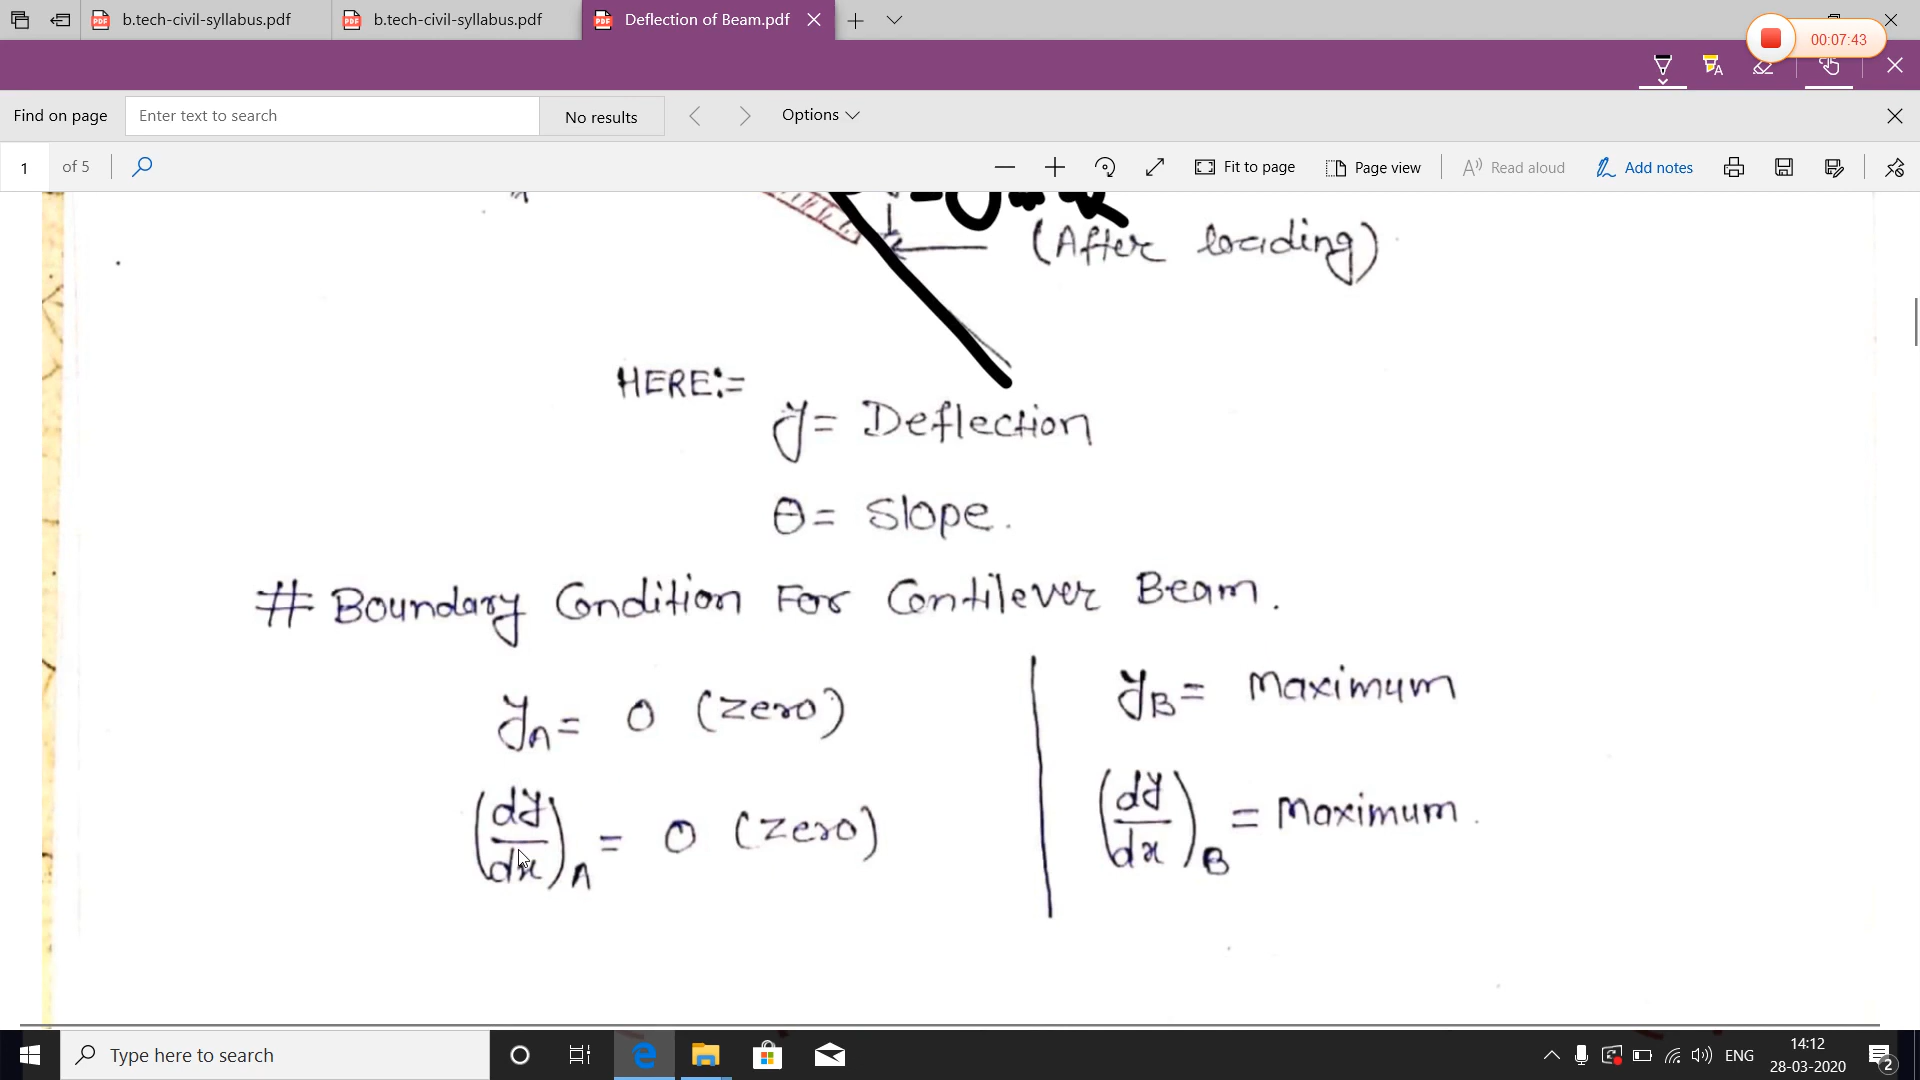 b.tech-civil-syllabus.pdf b.tech-civil-syllabus.pdf Deflection of Beam.pdf
00:07:43
Find on page Enter text to search No results Options
1 of 5 Fit to page Page view Read aloud Add notes
(After loading)
HERE:=
y = Deflection
θ = Slope.
# Boundary Condition For Contilever Beam.
yA = 0 (zero)
yB = Maximum
(dy/dx)A = 0 (zero)
(dy/dx)B = Maximum.
Type here to search
ENG
14:12
28-03-2020
2